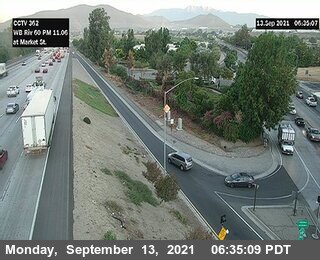 CCTV 362
WB Riv 60 PM 11.06
at Market St.
13 Sep 2021 06:35:07
Monday, September 13, 2021 06:35:09 PDT